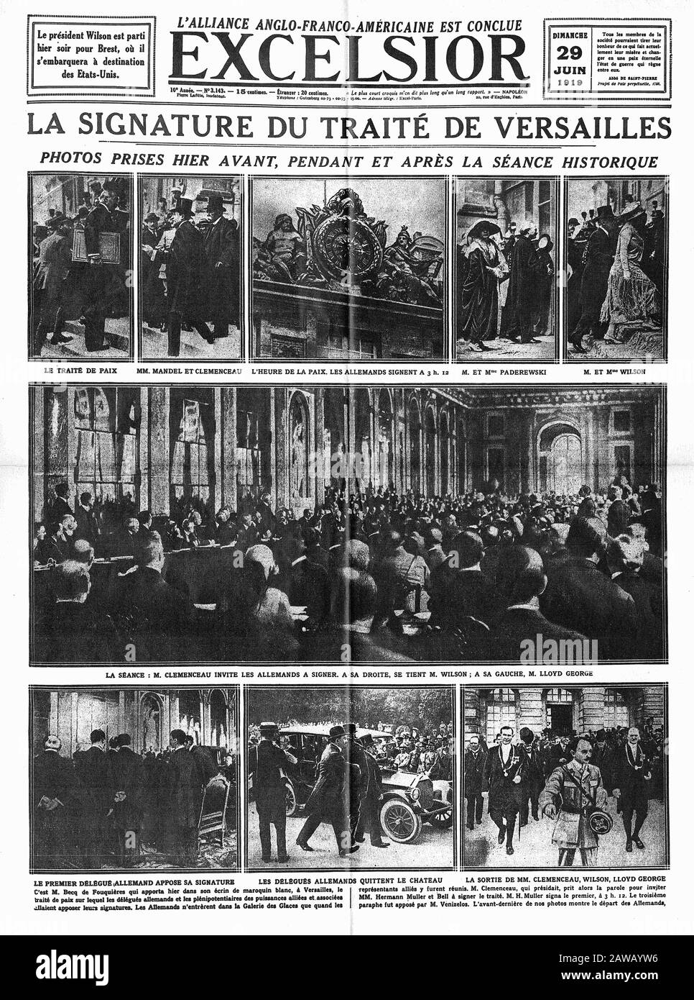 L'ALLIANCE ANGLO-FRANCO-AMÉRICAINE EST CONCLUE
Le président Wilson est parti
hier soir pour Brest, où il
s'embarquera à destination
des Etats-Unis.
EXCELSIOR
10e Année. — N° 3.143. — 15 centimes. — Étranger : 20 centimes.
Pierre Lafitte, fondateur.
« Le plus court croquis m'en dit plus long qu'un long rapport. » — NAPOLÉON
Téléphone : Gutenberg 02-73 - 02-75 - 15.00. — Adresse télégr. : Excel-Paris.
20, rue d'Enghien, Paris.
DIMANCHE
29
JUIN
1919
Tous les membres de la
société pourraient tirer leur
bonheur de ce qui fait actuel-
lement leur misère et chan-
ger en une paix éternelle
l'état de guerre qui règne
entre eux.
ABBÉ DE SAINT-PIERRE
Projet de Paix perpétuelle,
LA SIGNATURE DU TRAITÉ DE VERSAILLES
PHOTOS PRISES HIER AVANT, PENDANT ET APRÈS LA SÉANCE HISTORIQUE
LE TRAITÉ DE PAIX
MM. MANDEL ET CLEMENCEAU
L'HEURE DE LA PAIX. LES ALLEMANDS SIGNENT A 3 h. 12
M. ET Mme PADEREWSKI
M. ET Mme WILSON
LA SÉANCE : M. CLEMENCEAU INVITE LES ALLEMANDS A SIGNER. A SA DROITE, SE TIENT M. WILSON ; A SA GAUCHE, M. LLOYD GEORGE
LE PREMIER DÉLÉGUÉ ALLEMAND APPOSE SA SIGNATURE
LES DÉLÉGUÉS ALLEMANDS QUITTENT LE CHATEAU
LA SORTIE DE MM. CLEMENCEAU, WILSON, LLOYD GEORGE
C'est M. Becq de Fouquières qui apporta hier dans son écrin de maroquin blanc, à Versailles, le
traité de paix sur lequel les délégués allemands et les plénipotentiaires des puissances alliées et associées
allaient apposer leurs signatures. Les Allemands n'entrèrent dans la Galerie des Glaces que quand les
représentants alliés y furent réunis. M. Clemenceau, qui présidait, prit alors la parole pour inviter
MM. Hermann Muller et Bell à signer le traité. M. H. Muller signa le premier, à 3 h. 12. Le troisième
paraphe fut apposé par M. Venizelos. L'avant-dernière de nos photos montre le départ des Allemands,
alamy
alamy
alamy
Image ID: 2AWAYW6
www.alamy.com